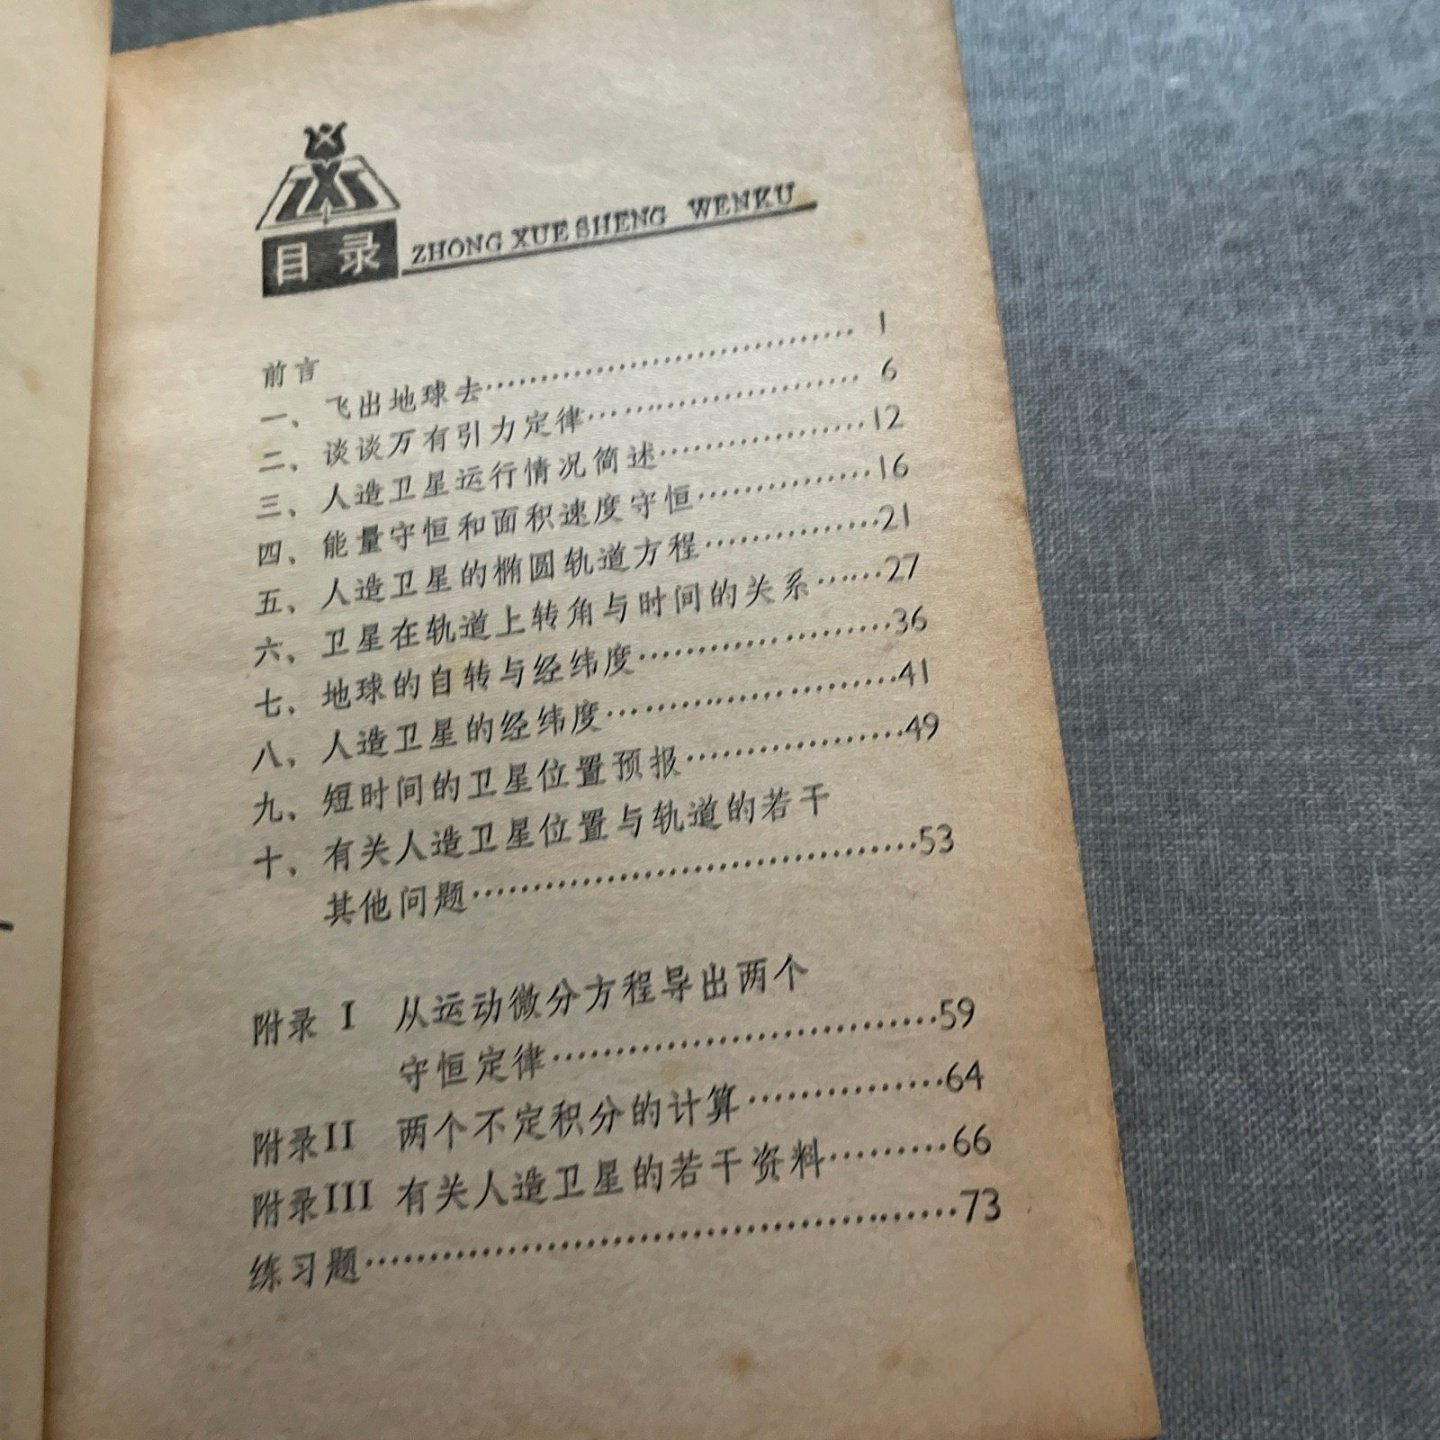 目录 ZHONG XUE SHENG WENKU
前言
一、飞出地球去……………………………1
二、谈谈万有引力定律……………………6
三、人造卫星运行情况简述………………12
四、能量守恒和面积速度守恒……………16
五、人造卫星的椭圆轨道方程……………21
六、卫星在轨道上转角与时间的关系……27
七、地球的自转与经纬度…………………36
八、人造卫星的经纬度……………………41
九、短时间的卫星位置预报………………49
十、有关人造卫星位置与轨道的若干
其他问题……………………………………53
附录 I 从运动微分方程导出两个
守恒定律……………………………59
附录II 两个不定积分的计算……………64
附录III 有关人造卫星的若干资料………66
练习题………………………………………73